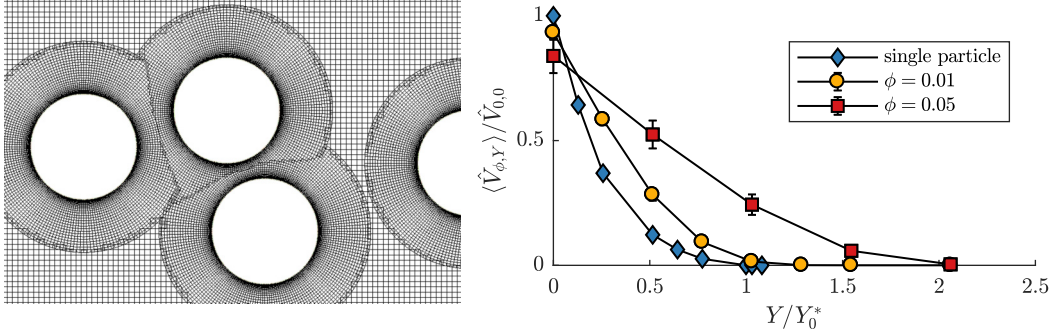 1
0.5
0
⟨V̂_{ϕ,Y}⟩/V̂_{0,0}
single particle
ϕ = 0.01
ϕ = 0.05
0 0.5 1 1.5 2 2.5
Y/Y_0^*